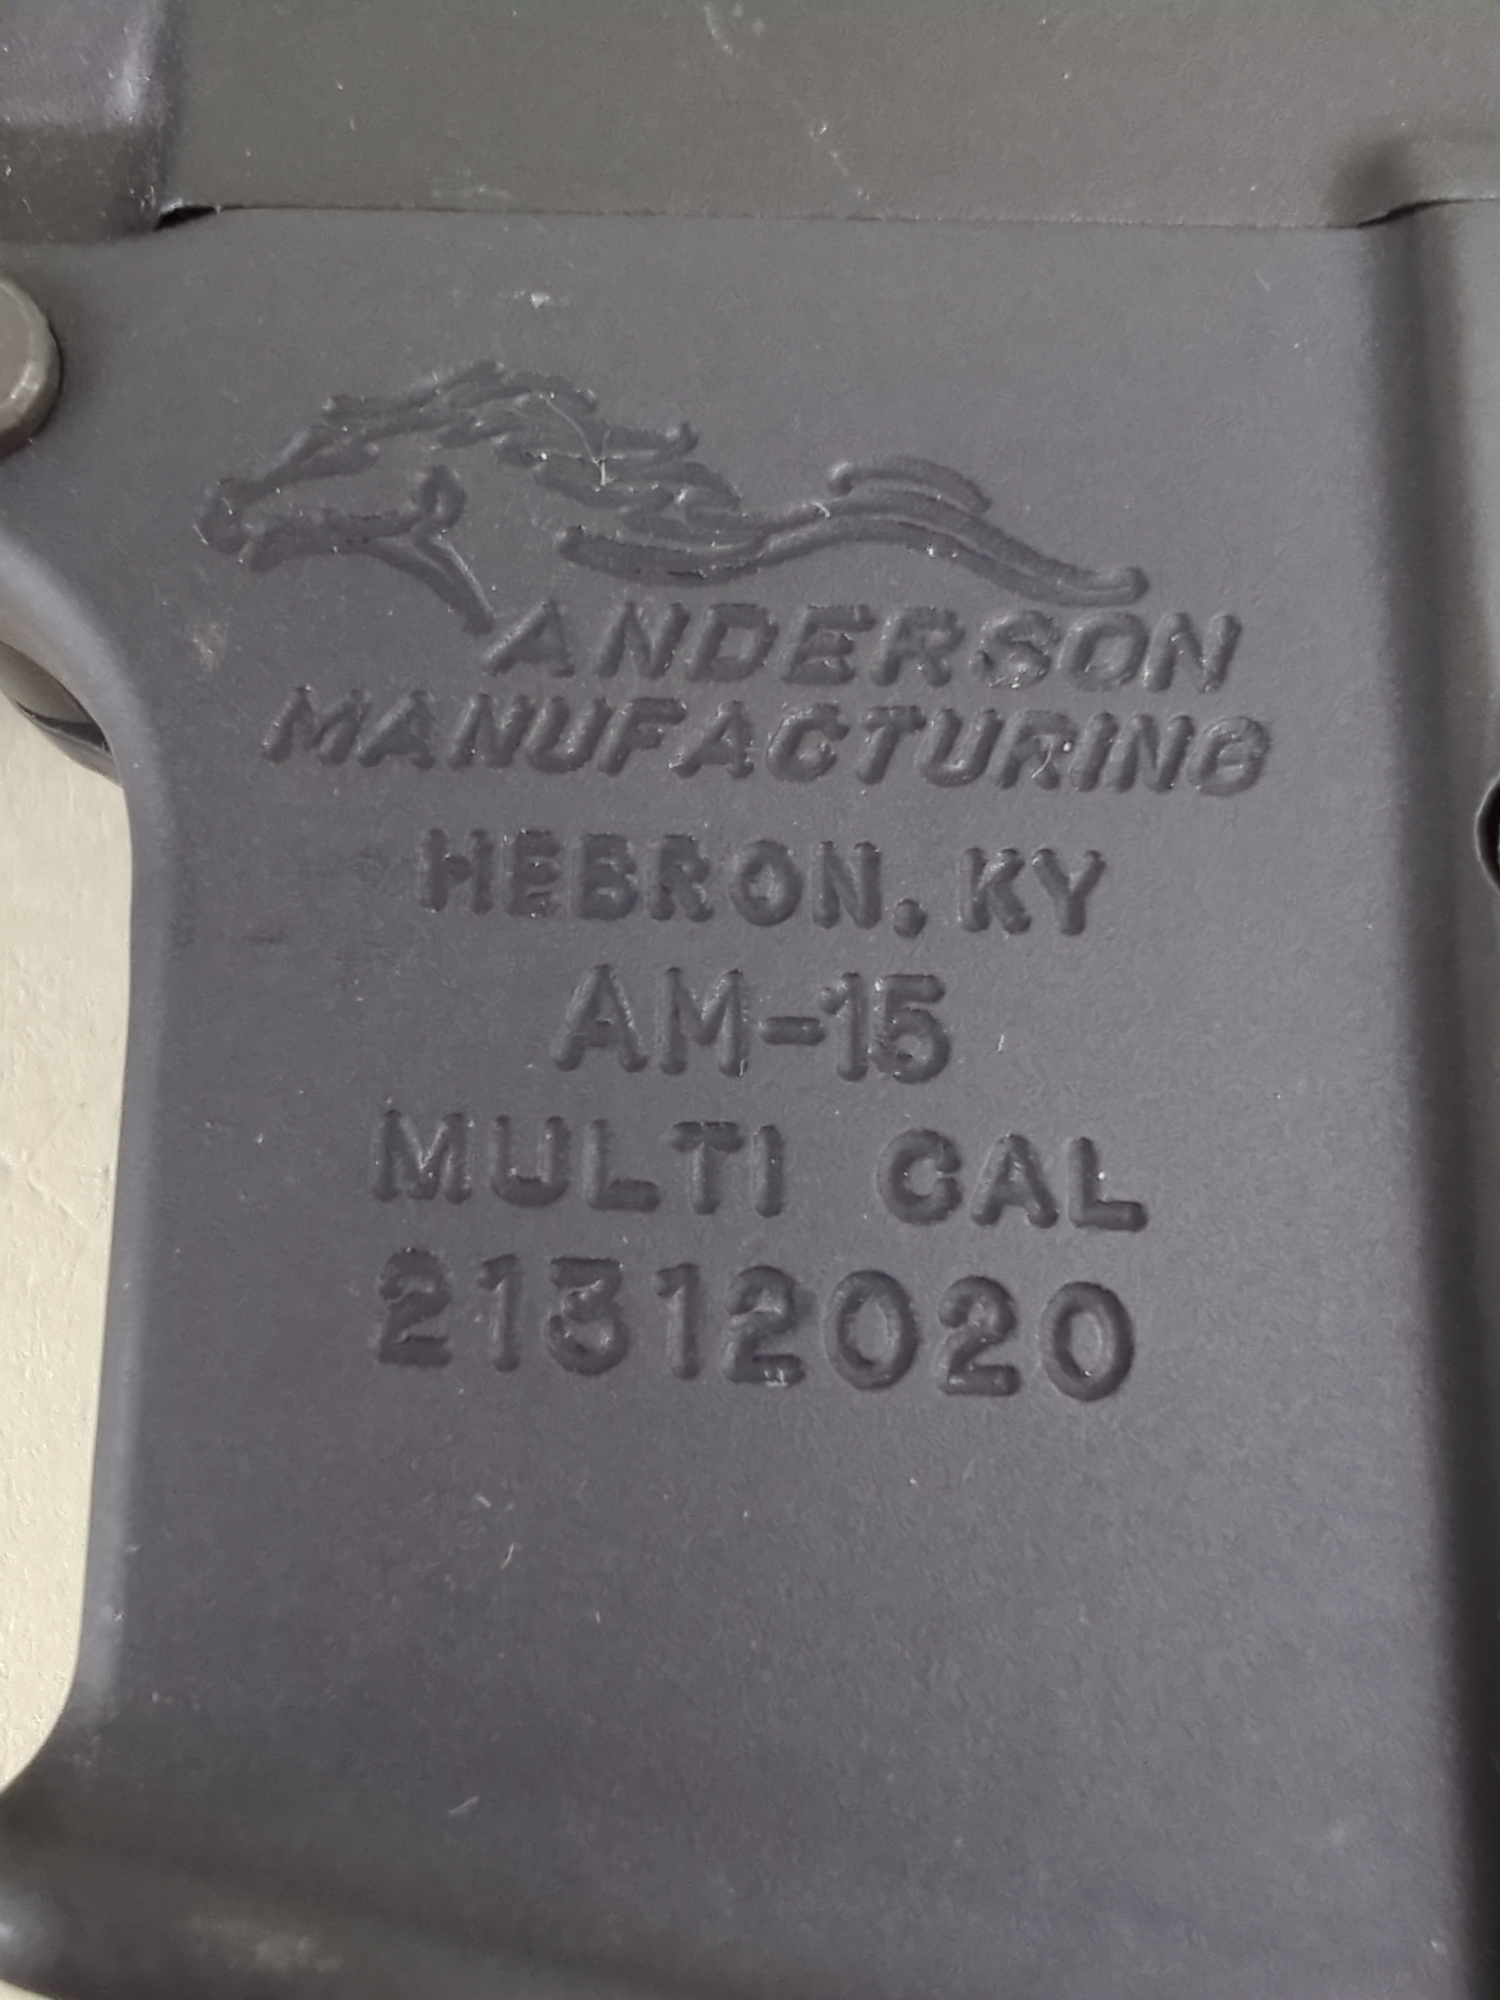 ANDERSON
MANUFACTURING
HEBRON, KY
AM-15
MULTI CAL
21312020